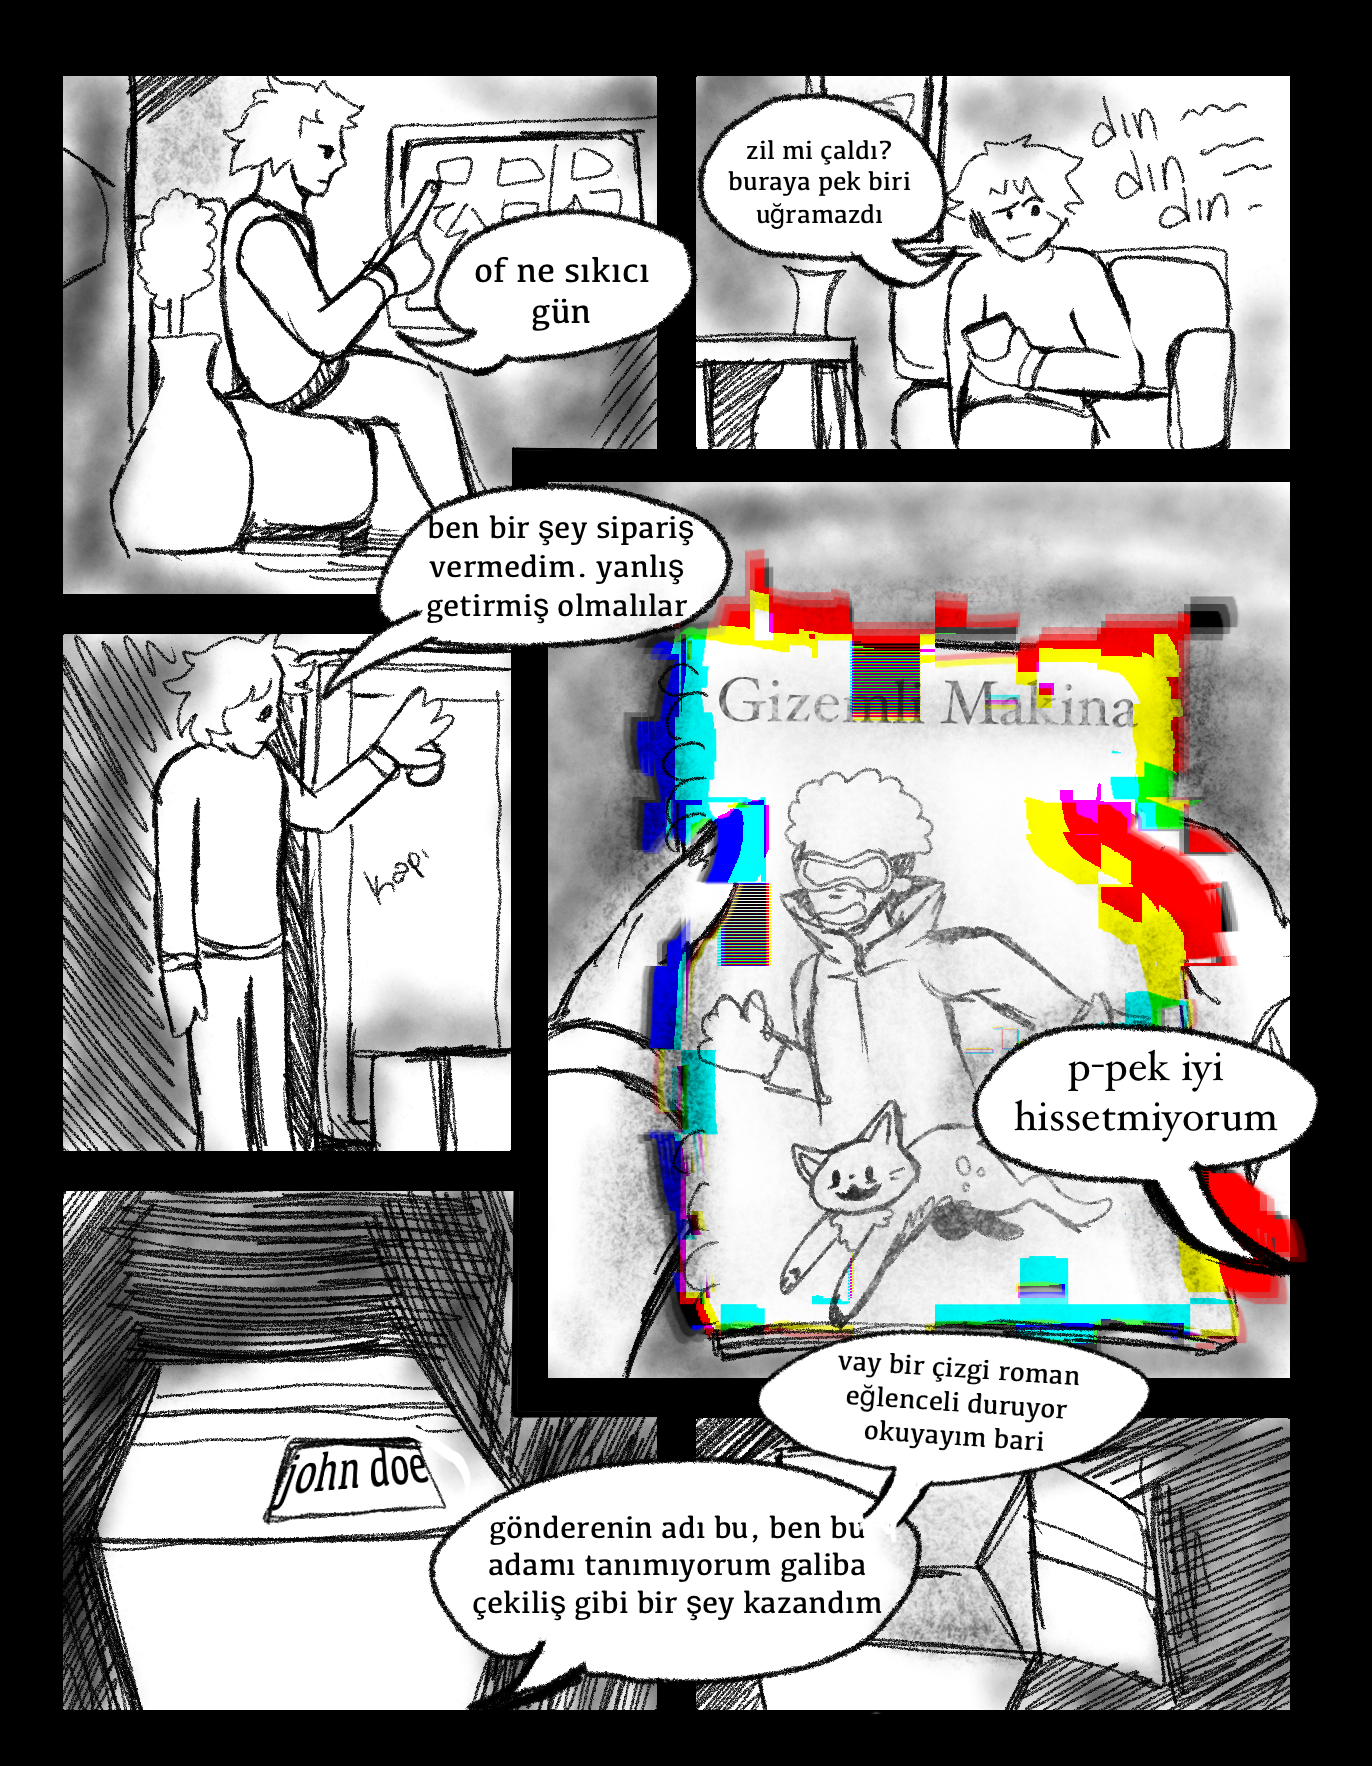 of ne sıkıcı
gün
zil mi çaldı?
buraya pek biri
uğramazdı
dın
dın
dın
ben bir şey sipariş
vermedim. yanlış
getirmiş olmalılar
Kapı
john doe
gönderenin adı bu, ben bu
adamı tanımıyorum galiba
çekiliş gibi bir şey kazandım
vay bir çizgi roman
eğlenceli duruyor
okuyayım bari
Gizemli Makina
p-pek iyi
hissetmiyorum